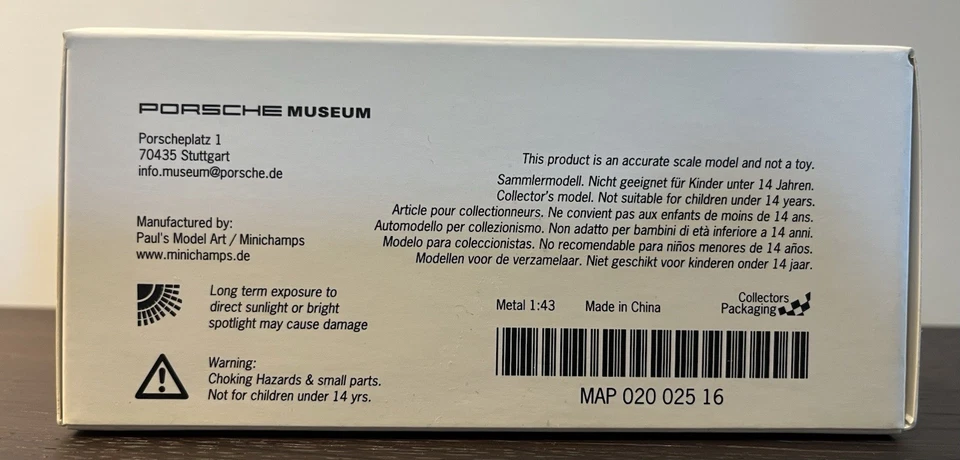 PORSCHE MUSEUM
Porscheplatz 1
70435 Stuttgart
info.museum@porsche.de
Manufactured by:
Paul's Model Art / Minichamps
www.minichamps.de
Long term exposure to
direct sunlight or bright
spotlight may cause damage
Warning:
Choking Hazards & small parts.
Not for children under 14 yrs.
This product is an accurate scale model and not a toy.
Sammlermodell. Nicht geeignet für Kinder unter 14 Jahren.
Collector's model. Not suitable for children under 14 years.
Article pour collectionneurs. Ne convient pas aux enfants de moins de 14 ans.
Automodello per collezionismo. Non adatto per bambini di età inferiore a 14 anni.
Modelo para coleccionistas. No recomendable para niños menores de 14 años.
Modellen voor de verzamelaar. Niet geschikt voor kinderen onder 14 jaar.
Metal 1:43 Made in China
Collectors
Packaging
MAP 020 025 16